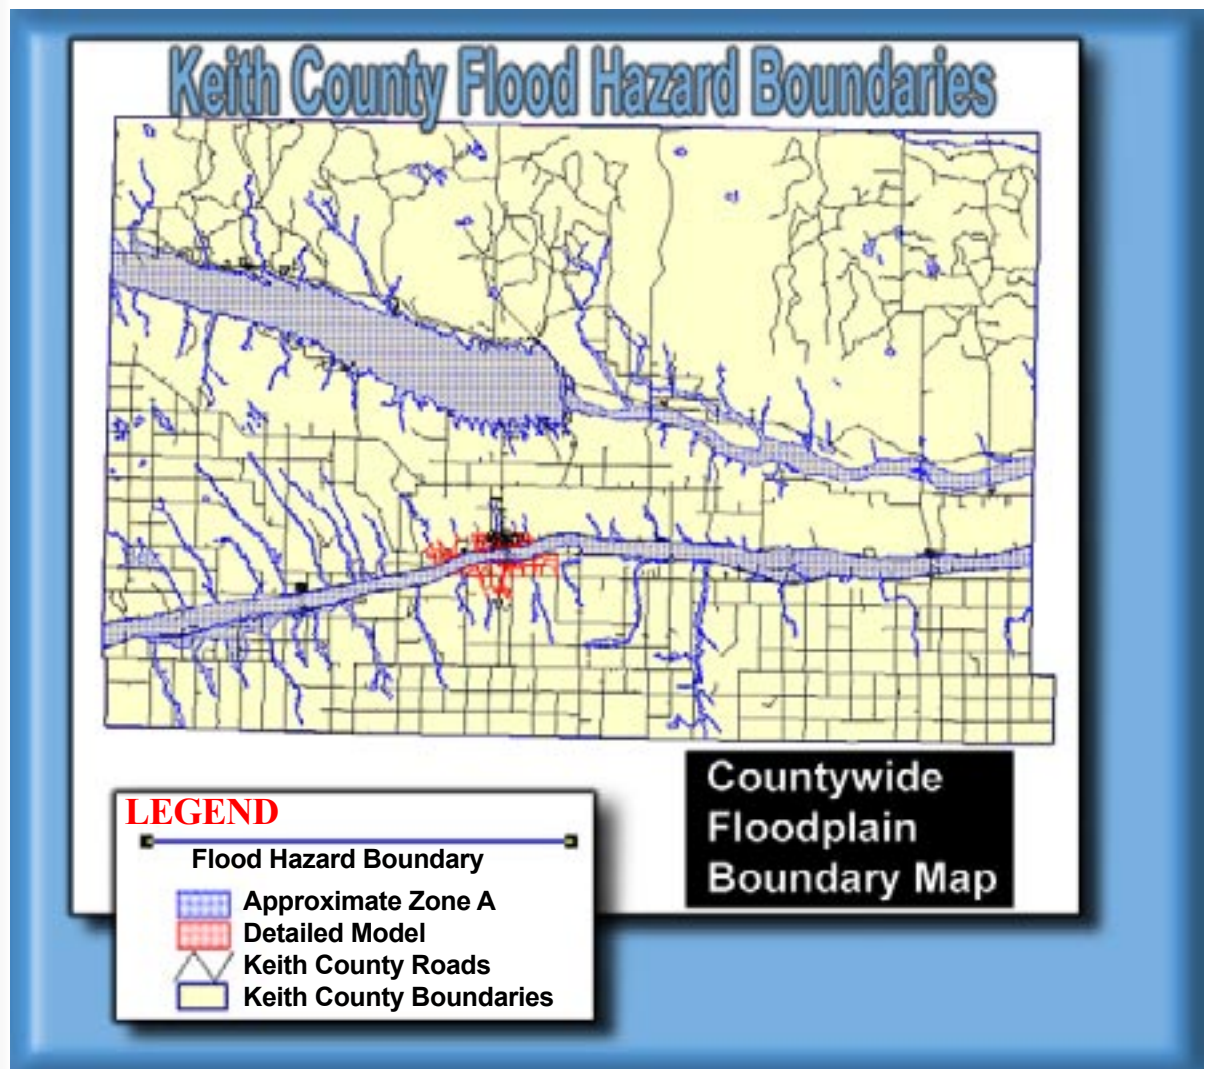 Keith County Flood Hazard Boundaries
Countywide
Floodplain
Boundary Map
LEGEND
Flood Hazard Boundary
Approximate Zone A
Detailed Model
Keith County Roads
Keith County Boundaries